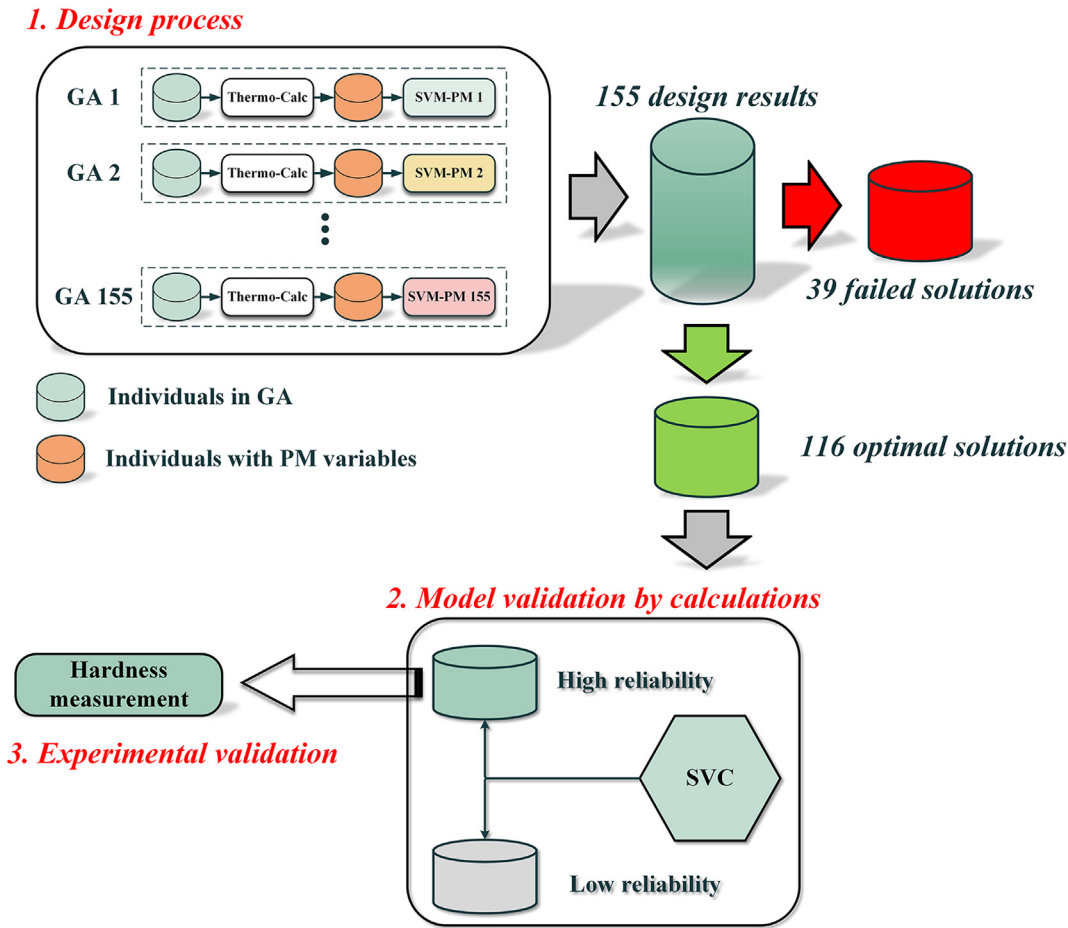 1. Design process
GA 1
Thermo-Calc
SVM-PM 1
GA 2
Thermo-Calc
SVM-PM 2
GA 155
Thermo-Calc
SVM-PM 155
155 design results
39 failed solutions
Individuals in GA
Individuals with PM variables
116 optimal solutions
2. Model validation by calculations
High reliability
SVC
Low reliability
Hardness
measurement
3. Experimental validation